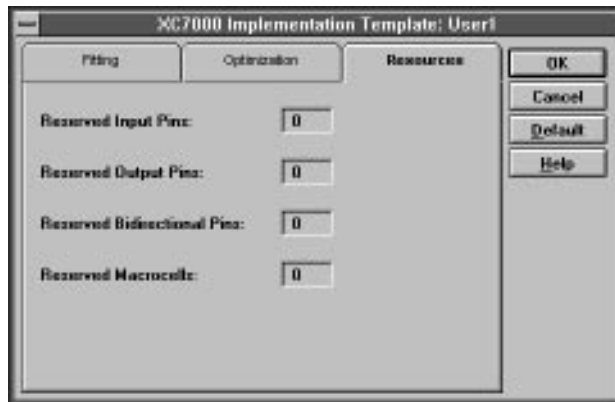 XC7000 Implementation Template: User1
Fitting
Optimization
Resources
OK
Cancel
Default
Help
Reserved Input Pins: 0
Reserved Output Pins: 0
Reserved Bidirectional Pins: 0
Reserved Macrocells: 0